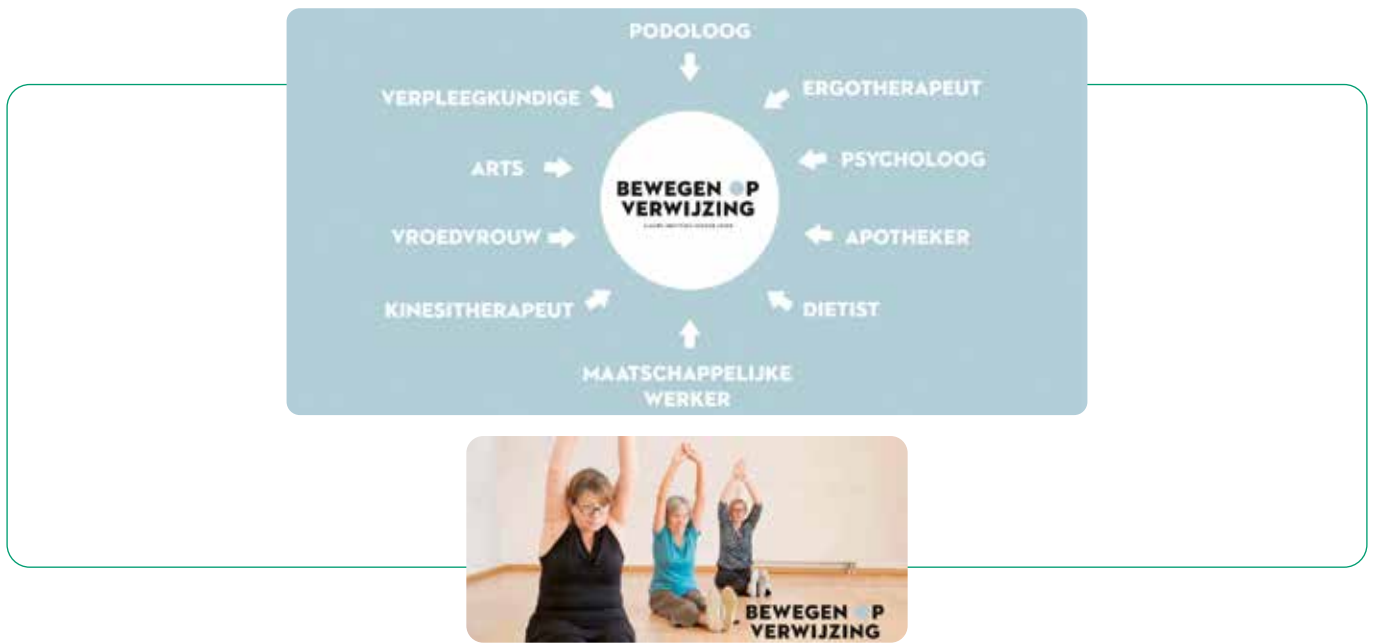 PODOLOOG
VERPLEEGKUNDIGE
ERGOTHERAPEUT
ARTS
PSYCHOLOOG
BEWEGEN OP
VERWIJZING
VROEDVROUW
APOTHEKER
KINESITHERAPEUT
DIETIST
MAATSCHAPPELIJKE
WERKER
BEWEGEN OP
VERWIJZING